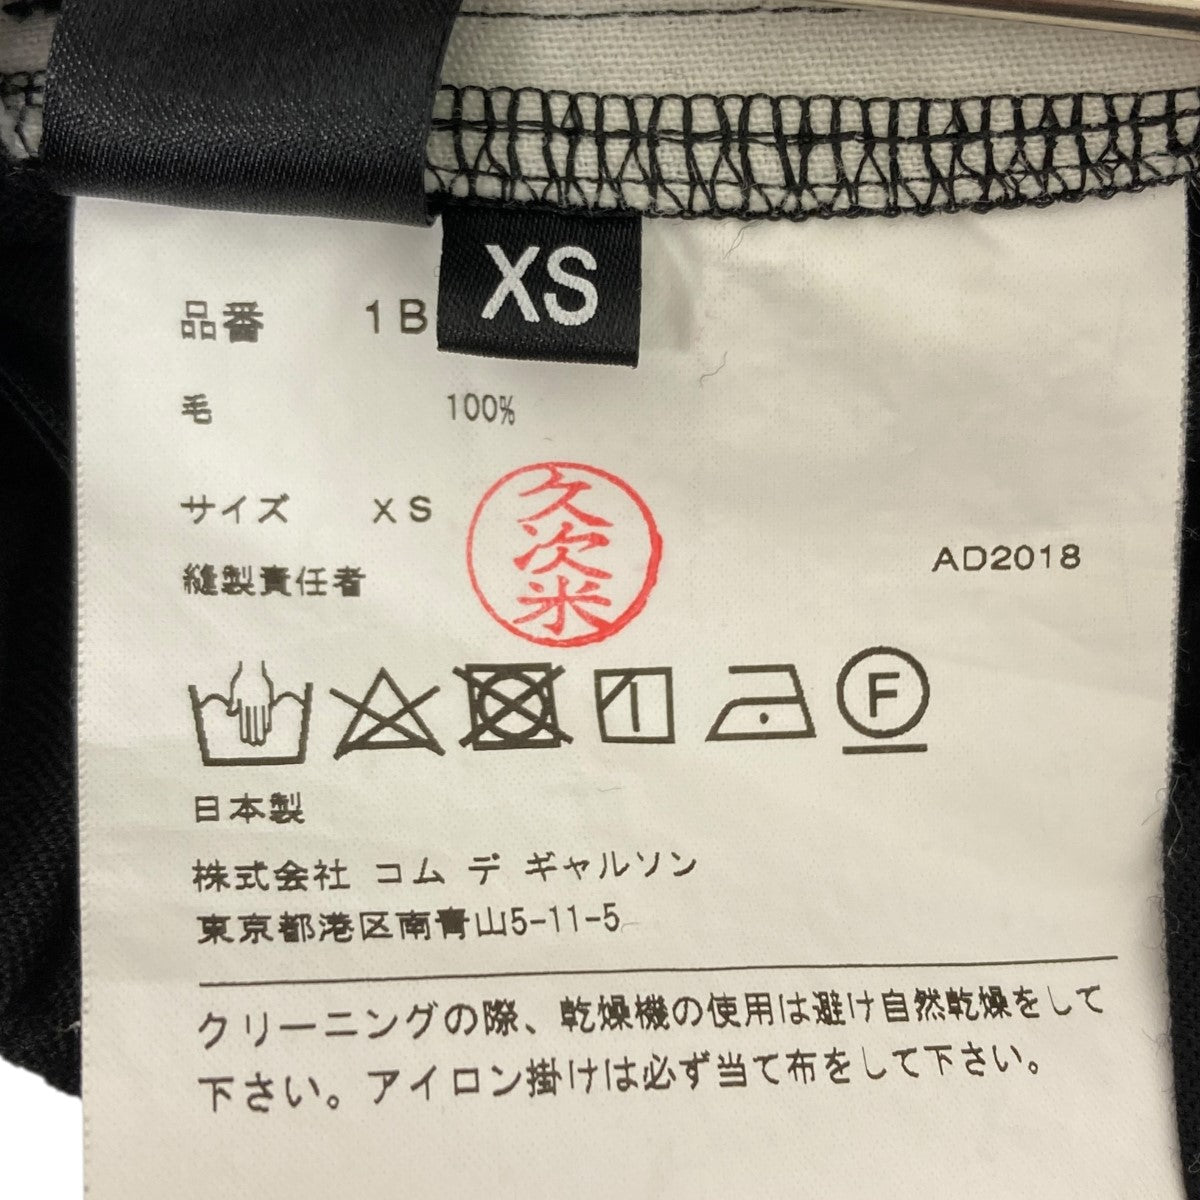 XS
品番 1B
毛 100%
サイズ XS
久次米
縫製責任者
AD2018
F
日本製
株式会社 コム デ ギャルソン
東京都港区南青山5-11-5
クリーニングの際、乾燥機の使用は避け自然乾燥をして
下さい。アイロン掛けは必ず当て布をして下さい。